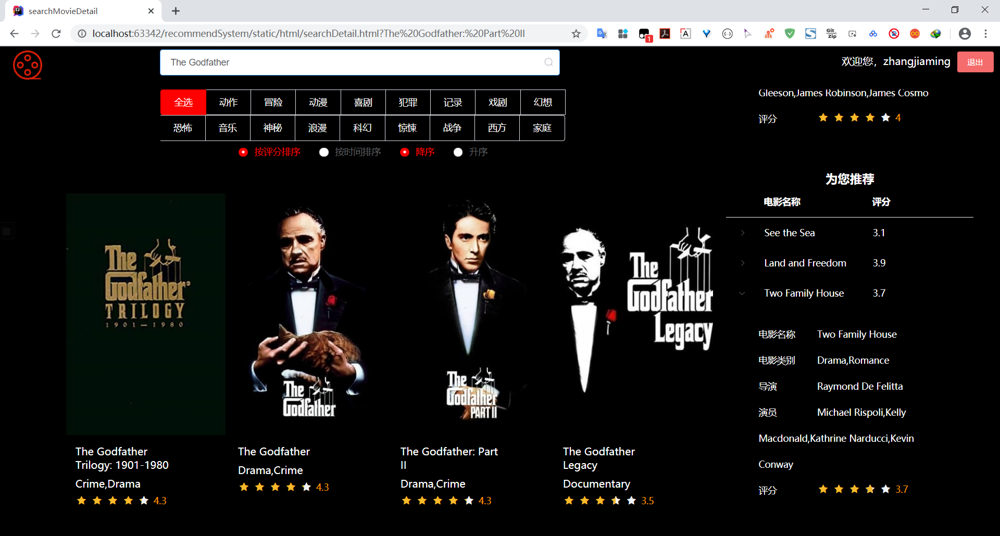 searchMovieDetail
localhost:63342/recommendSystem/static/html/searchDetail.html?The%20Godfather:%20Part%20II
1
A
Git
Zip
The Godfather
欢迎您，zhangjiaming
退出
全选 动作 冒险 动漫 喜剧 犯罪 记录 戏剧 幻想
恐怖 音乐 神秘 浪漫 科幻 惊悚 战争 西方 家庭
按评分排序 按时间排序 降序 升序
The
Godfather
TRILOGY
1901—1980
The
Godfather
The
Godfather
PART II
The
Godfather
Legacy
The Godfather
Trilogy: 1901-1980
Crime,Drama
4.3
The Godfather
Drama,Crime
4.3
The Godfather: Part
II
Drama,Crime
4.3
The Godfather
Legacy
Documentary
3.5
Gleeson,James Robinson,James Cosmo
评分 4
为您推荐
电影名称 评分
See the Sea 3.1
Land and Freedom 3.9
Two Family House 3.7
电影名称 Two Family House
电影类别 Drama,Romance
导演 Raymond De Felitta
演员 Michael Rispoli,Kelly
Macdonald,Kathrine Narducci,Kevin
Conway
评分 3.7